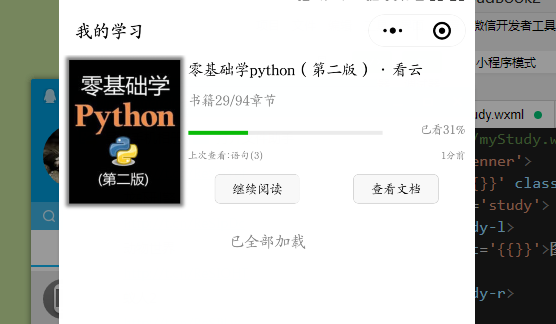 我的学习
零基础学
Python
(第二版)
零基础学python(第二版)·看云
书籍29/94章节
已看31%
上次查看:语句(3)
1分前
继续阅读
查看文档
已全部加载
微信开发者工具
小程序模式
udy.wxml
/myStudy.w
enner'>
{{}}' class
='study'>
dy-l>
t='{{}}'>
dy-r>